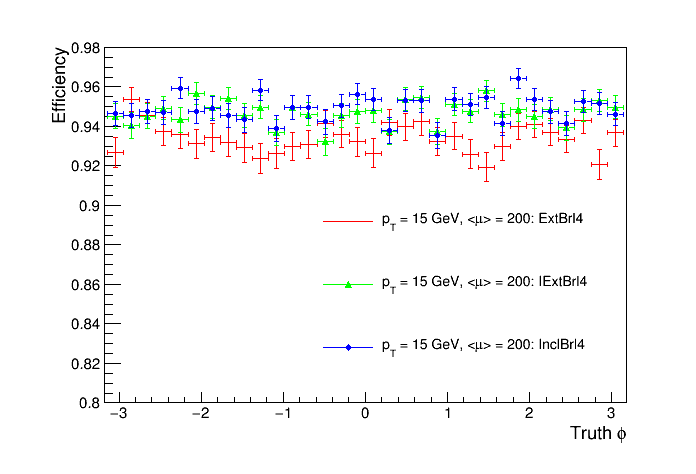 Efficiency
0.98
0.96
0.94
0.92
0.9
0.88
0.86
0.84
0.82
0.8
p_T = 15 GeV, <μ> = 200: ExtBrl4
p_T = 15 GeV, <μ> = 200: IExtBrl4
p_T = 15 GeV, <μ> = 200: InclBrl4
−3 −2 −1 0 1 2 3
Truth ϕ